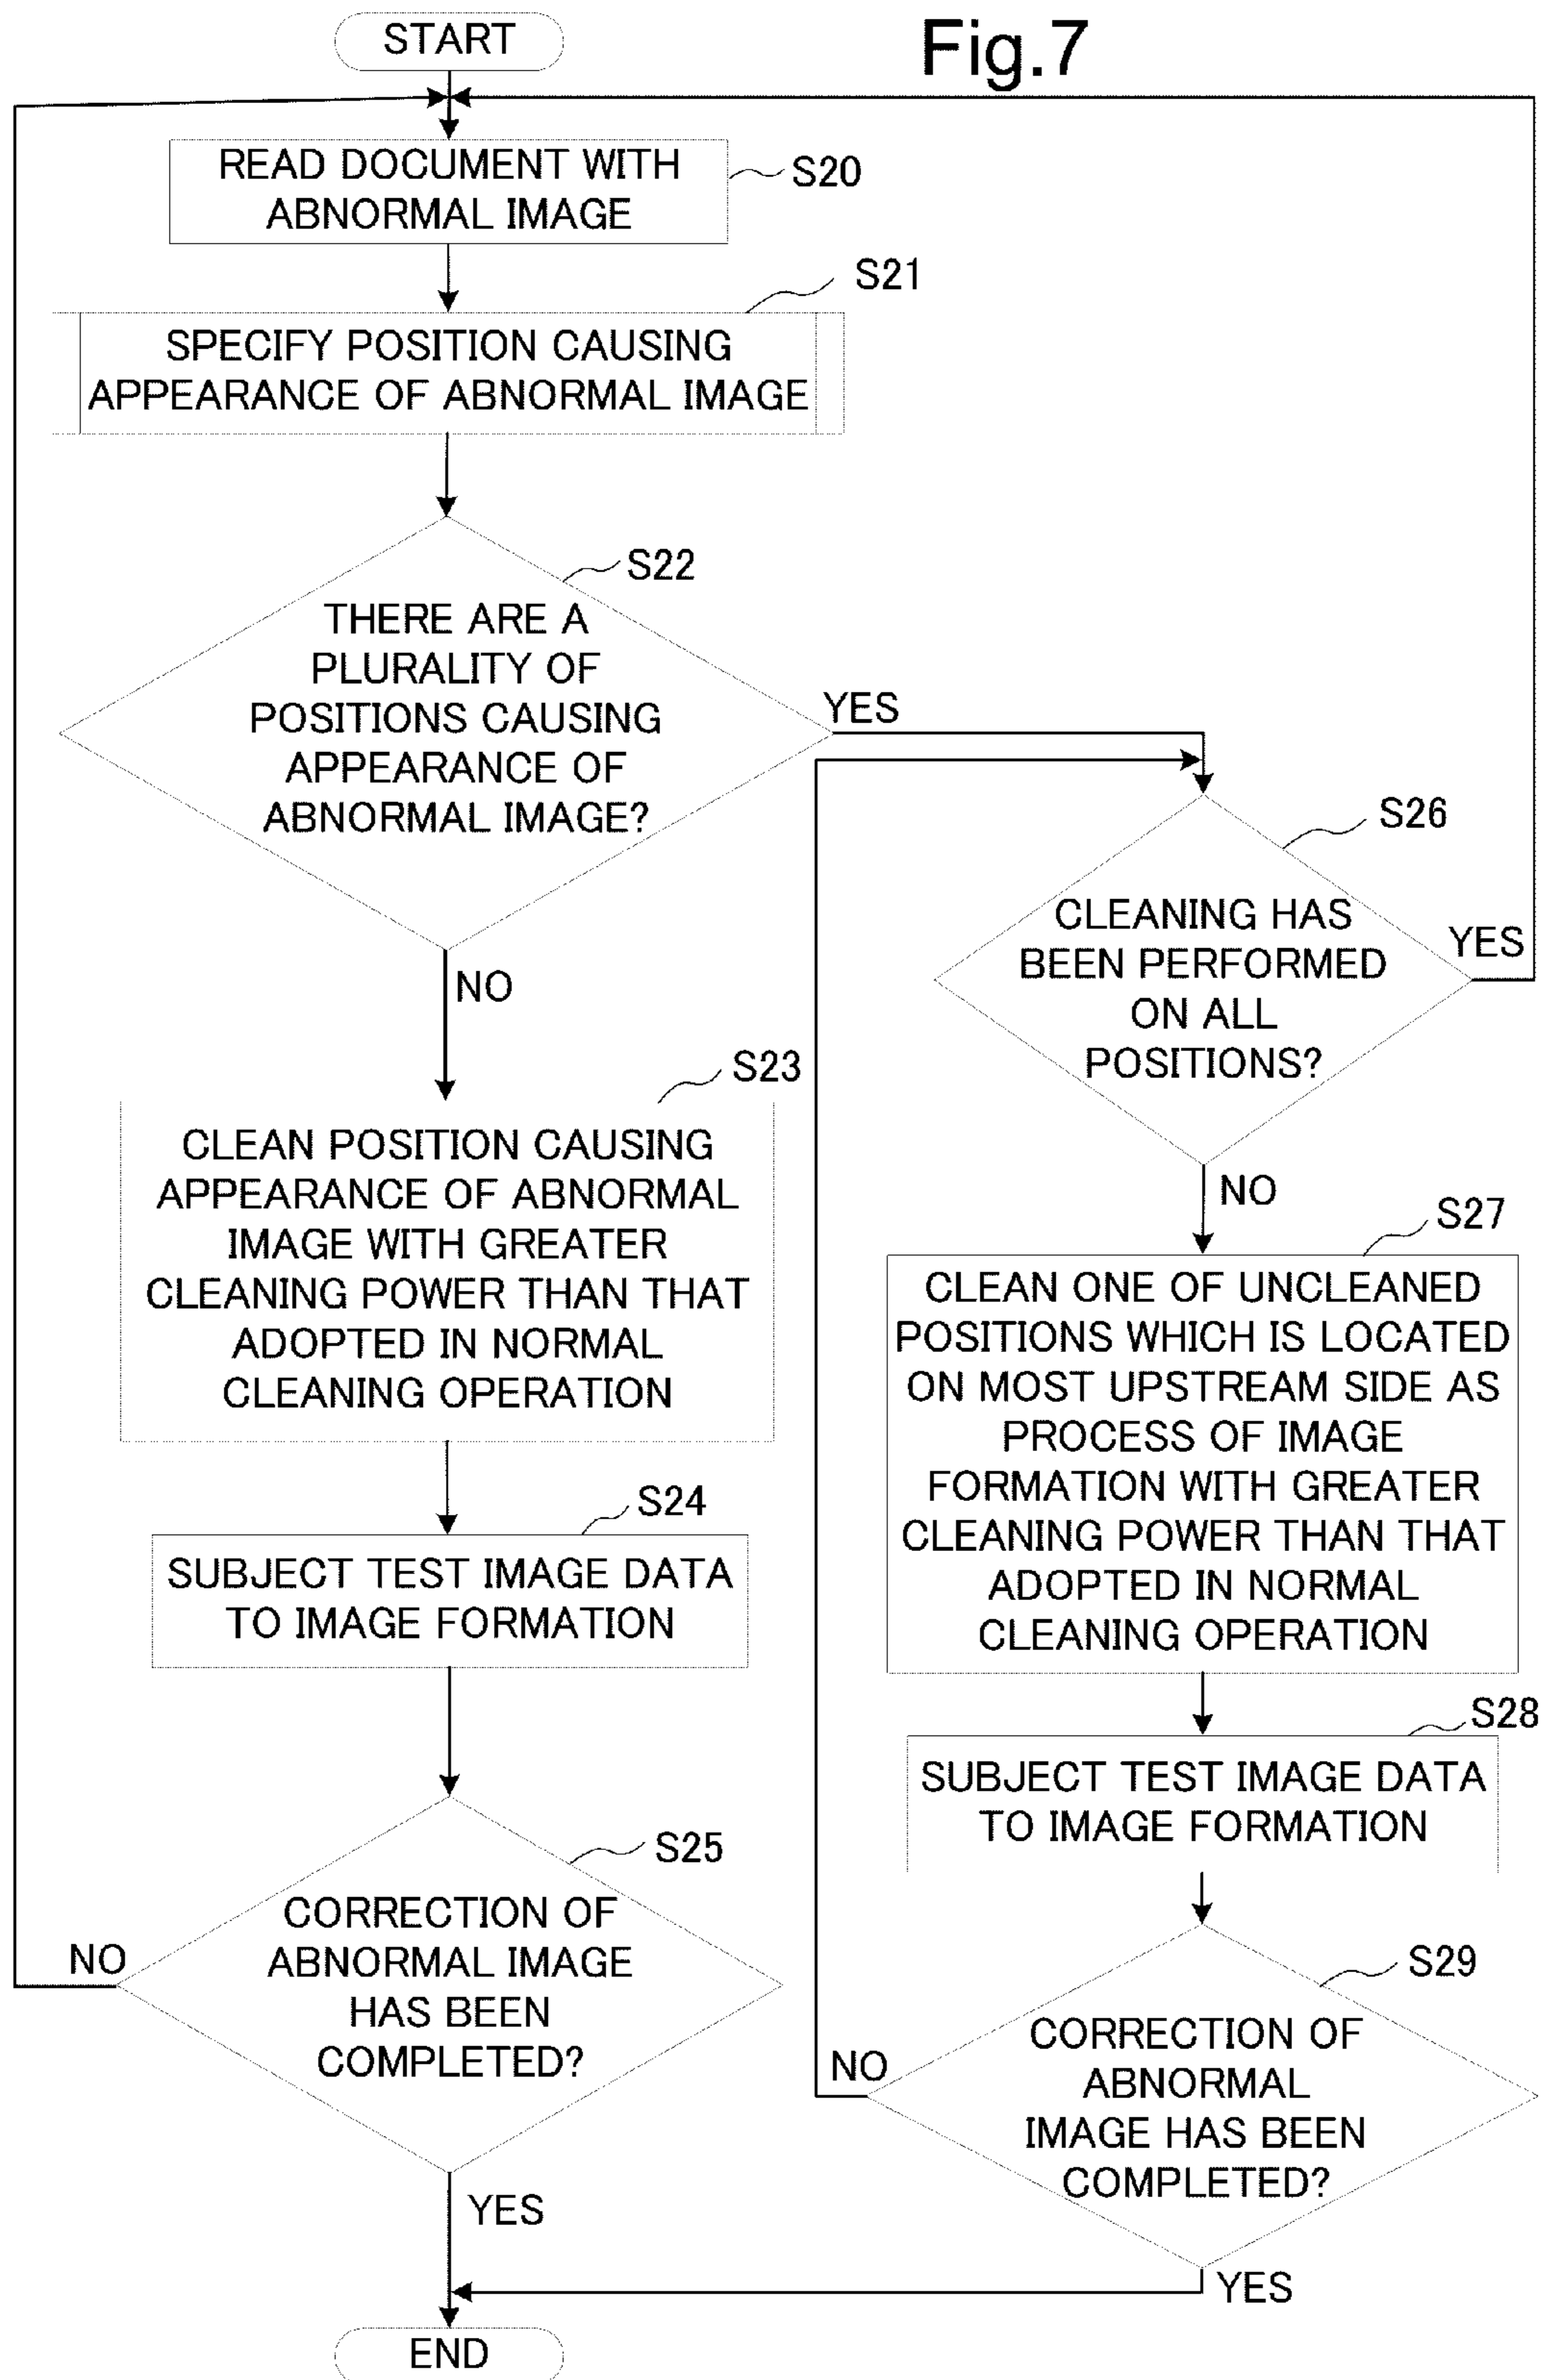 Fig.7
START
READ DOCUMENT WITH
ABNORMAL IMAGE
S20
S21
SPECIFY POSITION CAUSING
APPEARANCE OF ABNORMAL IMAGE
S22
THERE ARE A
PLURALITY OF
POSITIONS CAUSING
APPEARANCE OF
ABNORMAL IMAGE?
YES
NO
S23
CLEAN POSITION CAUSING
APPEARANCE OF ABNORMAL
IMAGE WITH GREATER
CLEANING POWER THAN THAT
ADOPTED IN NORMAL
CLEANING OPERATION
S24
SUBJECT TEST IMAGE DATA
TO IMAGE FORMATION
S25
CORRECTION OF
ABNORMAL IMAGE
HAS BEEN
COMPLETED?
NO
YES
S26
CLEANING HAS
BEEN PERFORMED
ON ALL
POSITIONS?
YES
NO
S27
CLEAN ONE OF UNCLEANED
POSITIONS WHICH IS LOCATED
ON MOST UPSTREAM SIDE AS
PROCESS OF IMAGE
FORMATION WITH GREATER
CLEANING POWER THAN THAT
ADOPTED IN NORMAL
CLEANING OPERATION
S28
SUBJECT TEST IMAGE DATA
TO IMAGE FORMATION
S29
CORRECTION OF
ABNORMAL
IMAGE HAS BEEN
COMPLETED?
NO
YES
END